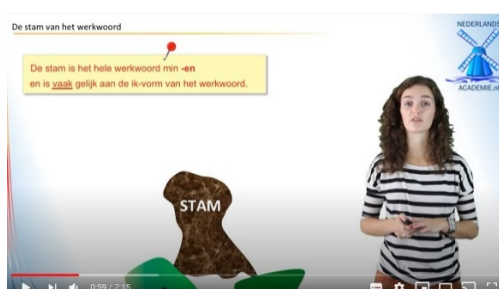 De stam van het werkwoord
NEDERLANDS
ACADEMIE.nl
De stam is het hele werkwoord min -en
en is vaak gelijk aan de ik-vorm van het werkwoord.
STAM
0:59 / 7:15